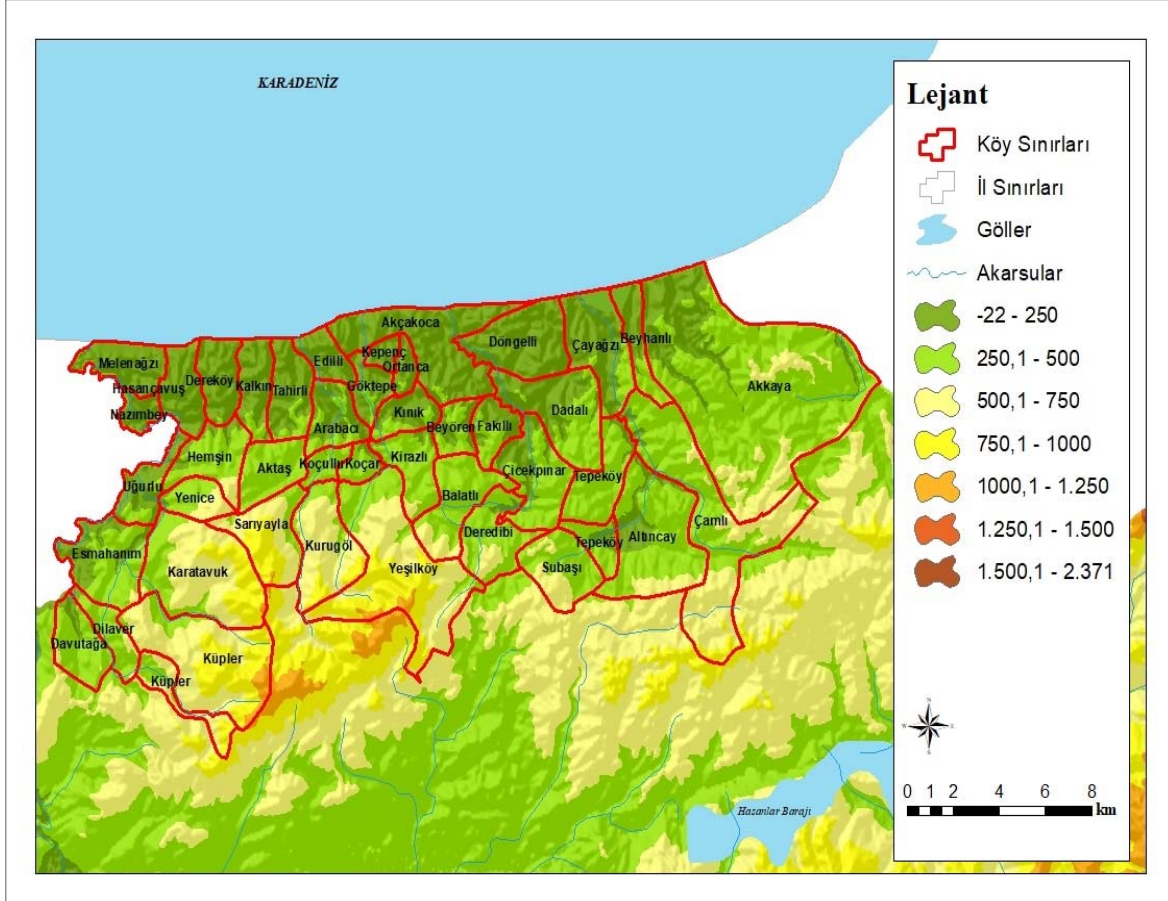 KARADENİZ
Lejant
Köy Sınırları
İl Sınırları
Göller
Akarsular
-22 - 250
250,1 - 500
500,1 - 750
750,1 - 1000
1000,1 - 1.250
1.250,1 - 1.500
1.500,1 - 2.371
N
W
E
S
0 1 2 4 6 8
km
Akçakoca
Döngelli
Çayağzı
Beyhanlı
Melenağzı
Edilli
Kepenç
Ortanca
Hasançavuş
Dereköy
Kalkın
Tahirli
Göktepe
Akkaya
Nazımbey
Kınık
Dadalı
Arabacı
Beyören
Fakıllı
Hemşin
Aktaş
Koçullu
Koçar
Kirazlı
Çiçekpınar
Tepeköy
Uğurlu
Yenice
Balatlı
Sarıyayla
Deredibi
Çamlı
Esmahanım
Kurugöl
Tepeköy
Altınçay
Karatavuk
Yeşilköy
Subaşı
Dilaver
Davutağa
Küpler
Küpler
Hazanlar Barajı